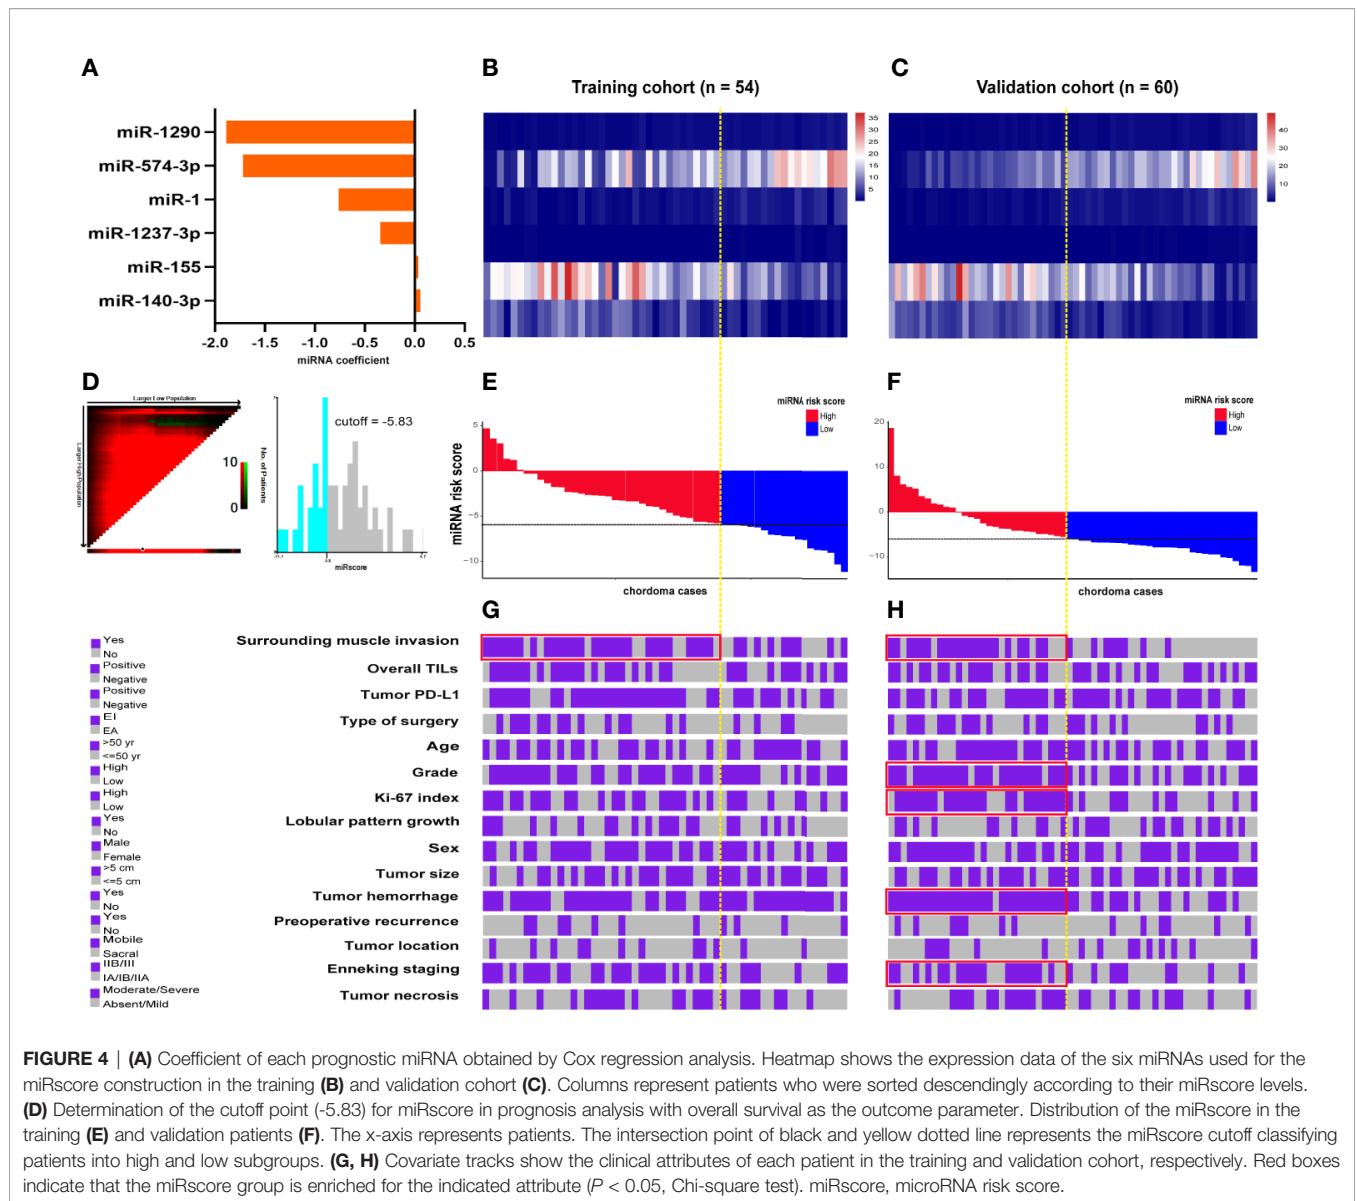 A
miR-1290
miR-574-3p
miR-1
miR-1237-3p
miR-155
miR-140-3p
-2.0 -1.5 -1.0 -0.5 0.0 0.5
miRNA coefficient
B
Training cohort (n = 54)
35
30
25
20
15
10
5
C
Validation cohort (n = 60)
40
30
20
10
D
Larger Low Population
Larger High Population
10
0
No. of Patients
cutoff = -5.83
miRscore
E
miRNA risk score
High
Low
miRNA risk score
5
0
−5
−10
chordoma cases
F
miRNA risk score
High
Low
20
10
0
−10
chordoma cases
G
H
Yes
No
Surrounding muscle invasion
Positive
Negative
Overall TILs
Positive
Negative
Tumor PD-L1
EI
EA
Type of surgery
>50 yr
<=50 yr
Age
High
Low
Grade
High
Low
Ki-67 index
Yes
No
Lobular pattern growth
Male
Female
Sex
>5 cm
<=5 cm
Tumor size
Yes
No
Tumor hemorrhage
Yes
No
Preoperative recurrence
Mobile
Sacral
Tumor location
IIB/III
IA/IB/IIA
Enneking staging
Moderate/Severe
Absent/Mild
Tumor necrosis
FIGURE 4 | (A) Coefficient of each prognostic miRNA obtained by Cox regression analysis. Heatmap shows the expression data of the six miRNAs used for the
miRscore construction in the training (B) and validation cohort (C). Columns represent patients who were sorted descendingly according to their miRscore levels.
(D) Determination of the cutoff point (-5.83) for miRscore in prognosis analysis with overall survival as the outcome parameter. Distribution of the miRscore in the
training (E) and validation patients (F). The x-axis represents patients. The intersection point of black and yellow dotted line represents the miRscore cutoff classifying
patients into high and low subgroups. (G, H) Covariate tracks show the clinical attributes of each patient in the training and validation cohort, respectively. Red boxes
indicate that the miRscore group is enriched for the indicated attribute (P < 0.05, Chi-square test). miRscore, microRNA risk score.